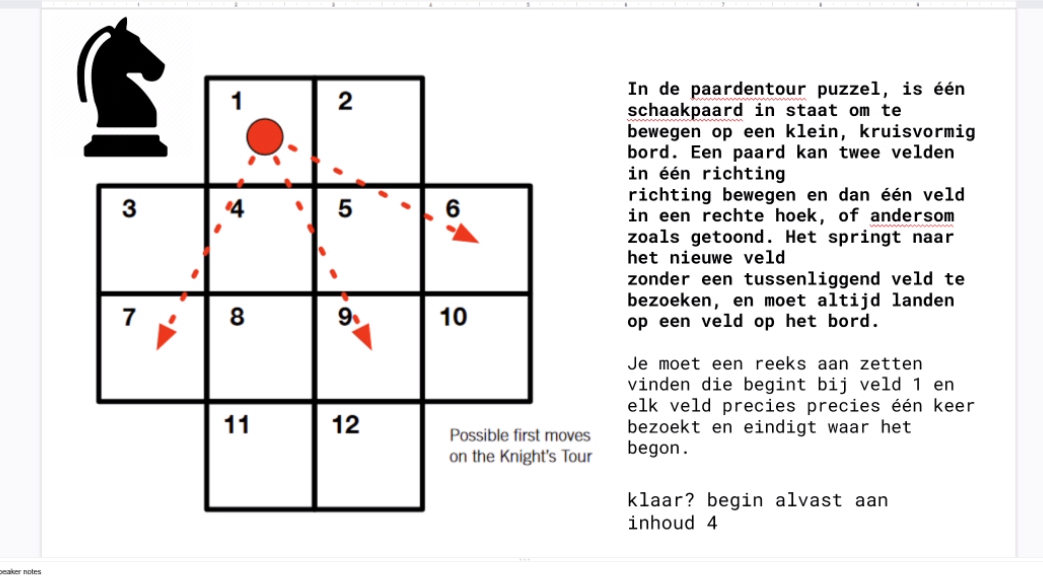 1
2
3
4
5
6
7
8
9
10
11
12
Possible first moves
on the Knight's Tour
In de paardentour puzzel, is één
schaakpaard in staat om te
bewegen op een klein, kruisvormig
bord. Een paard kan twee velden
in één richting
richting bewegen en dan één veld
in een rechte hoek, of andersom
zoals getoond. Het springt naar
het nieuwe veld
zonder een tussenliggend veld te
bezoeken, en moet altijd landen
op een veld op het bord.
Je moet een reeks aan zetten
vinden die begint bij veld 1 en
elk veld precies precies één keer
bezoekt en eindigt waar het
begon.
klaar? begin alvast aan
inhoud 4
peaker notes